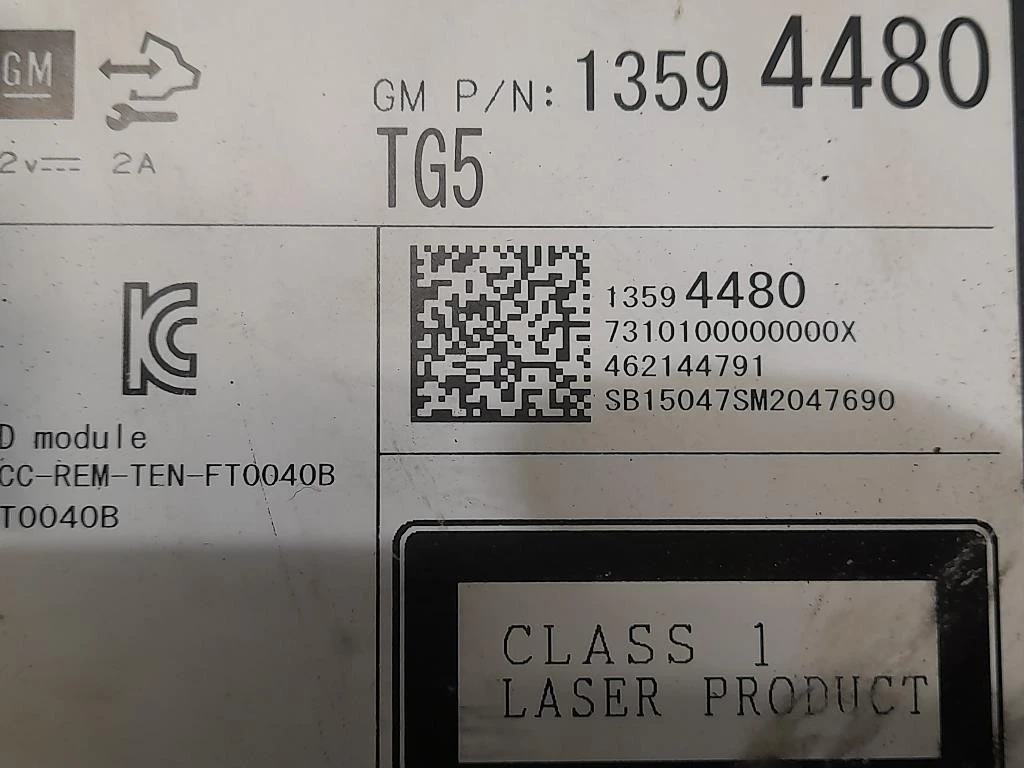 GM
GM P/N: 1359 4480
2v 2A
TG5
1359 4480
7310100000000X
462144791
SB15047SM2047690
D module
CC-REM-TEN-FT0040B
T0040B
CLASS 1
LASER PRODUCT